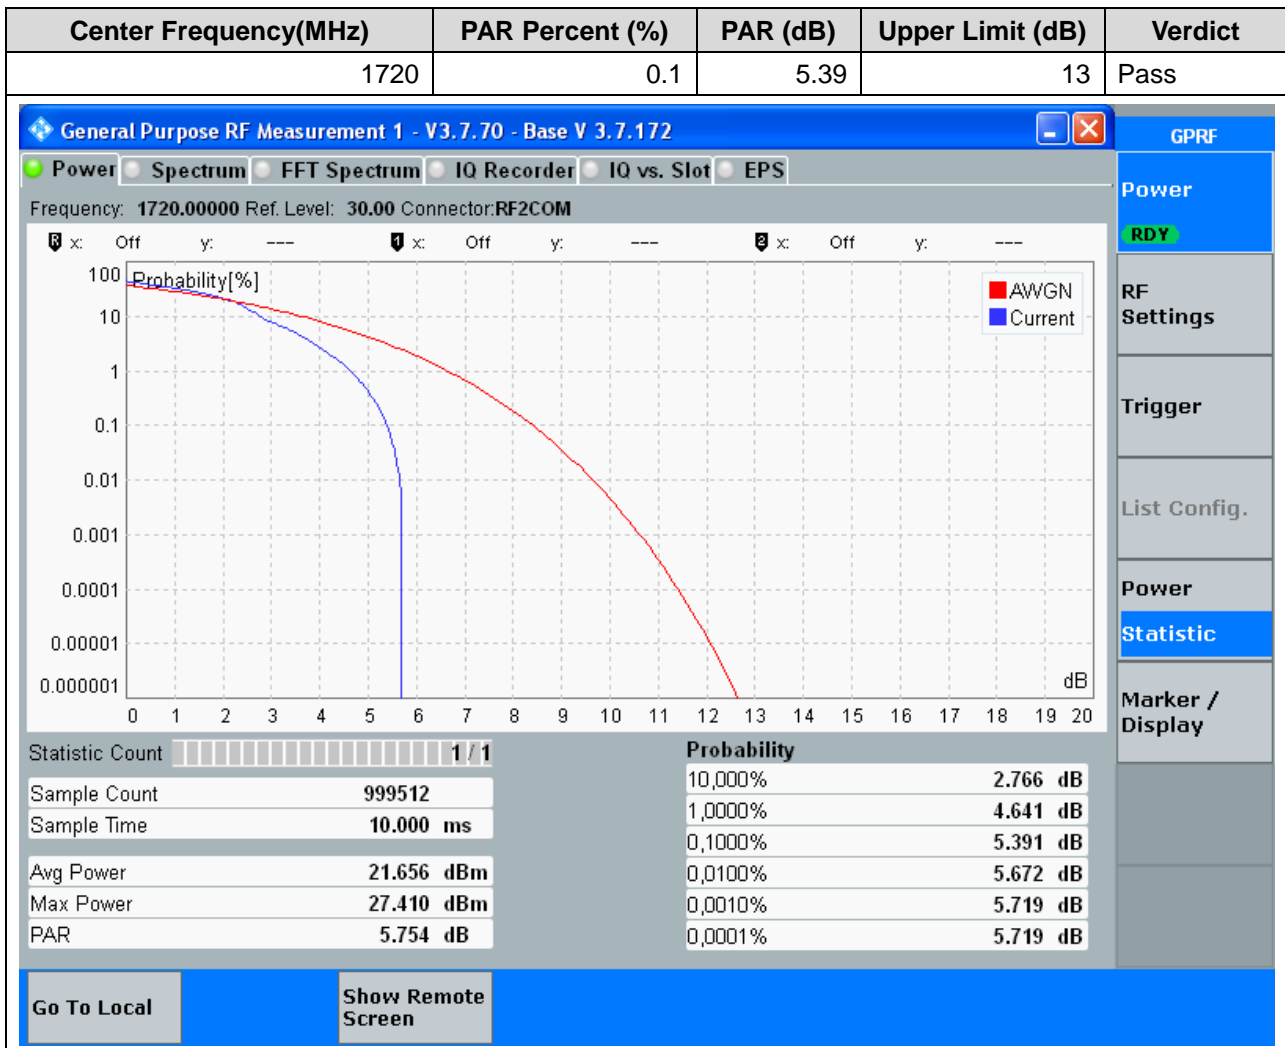 Center Frequency(MHz) PAR Percent (%) PAR (dB) Upper Limit (dB) Verdict
1720 0.1 5.39 13 Pass
General Purpose RF Measurement 1 - V3.7.70 - Base V 3.7.172
GPRF
Power Spectrum FFT Spectrum IQ Recorder IQ vs. Slot EPS
Frequency: 1720.00000 Ref. Level: 30.00 Connector:RF2COM
Power
RDY
R x: Off y: --- 1 x: Off y: --- 2 x: Off y: ---
100 Probability[%]
10
1
0.1
0.01
0.001
0.0001
0.00001
0.000001
AWGN
Current
dB
0 1 2 3 4 5 6 7 8 9 10 11 12 13 14 15 16 17 18 19 20
RF
Settings
Trigger
List Config.
Power
Statistic
Marker /
Display
Statistic Count 1 / 1
Sample Count 999512
Sample Time 10.000 ms
Avg Power 21.656 dBm
Max Power 27.410 dBm
PAR 5.754 dB
Probability
10,000% 2.766 dB
1,0000% 4.641 dB
0,1000% 5.391 dB
0,0100% 5.672 dB
0,0010% 5.719 dB
0,0001% 5.719 dB
Go To Local
Show Remote
Screen